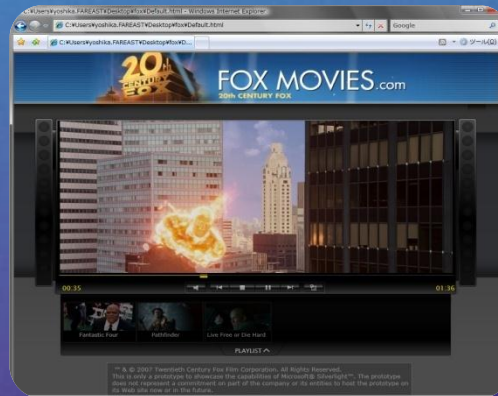 C:¥Users¥yoshika.FAREAST¥Desktop¥fox¥Default.html - Windows Internet Explorer
C:¥Users¥yoshika.FAREAST¥Desktop¥fox¥Default.html
Google
C:¥Users¥yoshika.FAREAST¥Desktop¥fox¥D...
ツール(O)
20th
CENTURY
FOX
FOX MOVIES.com
20th CENTURY FOX
00:35
01:36
Fantastic Four
Pathfinder
Live Free or Die Hard
PLAYLIST
™ & © 2007 Twentieth Century Fox Film Corporation. All Rights Reserved.
This is only a prototype to showcase the capabilities of Microsoft® Silverlight™. The prototype
does not represent a commitment on part of the company or its entities to host the prototype on
its Web site now or in the future.